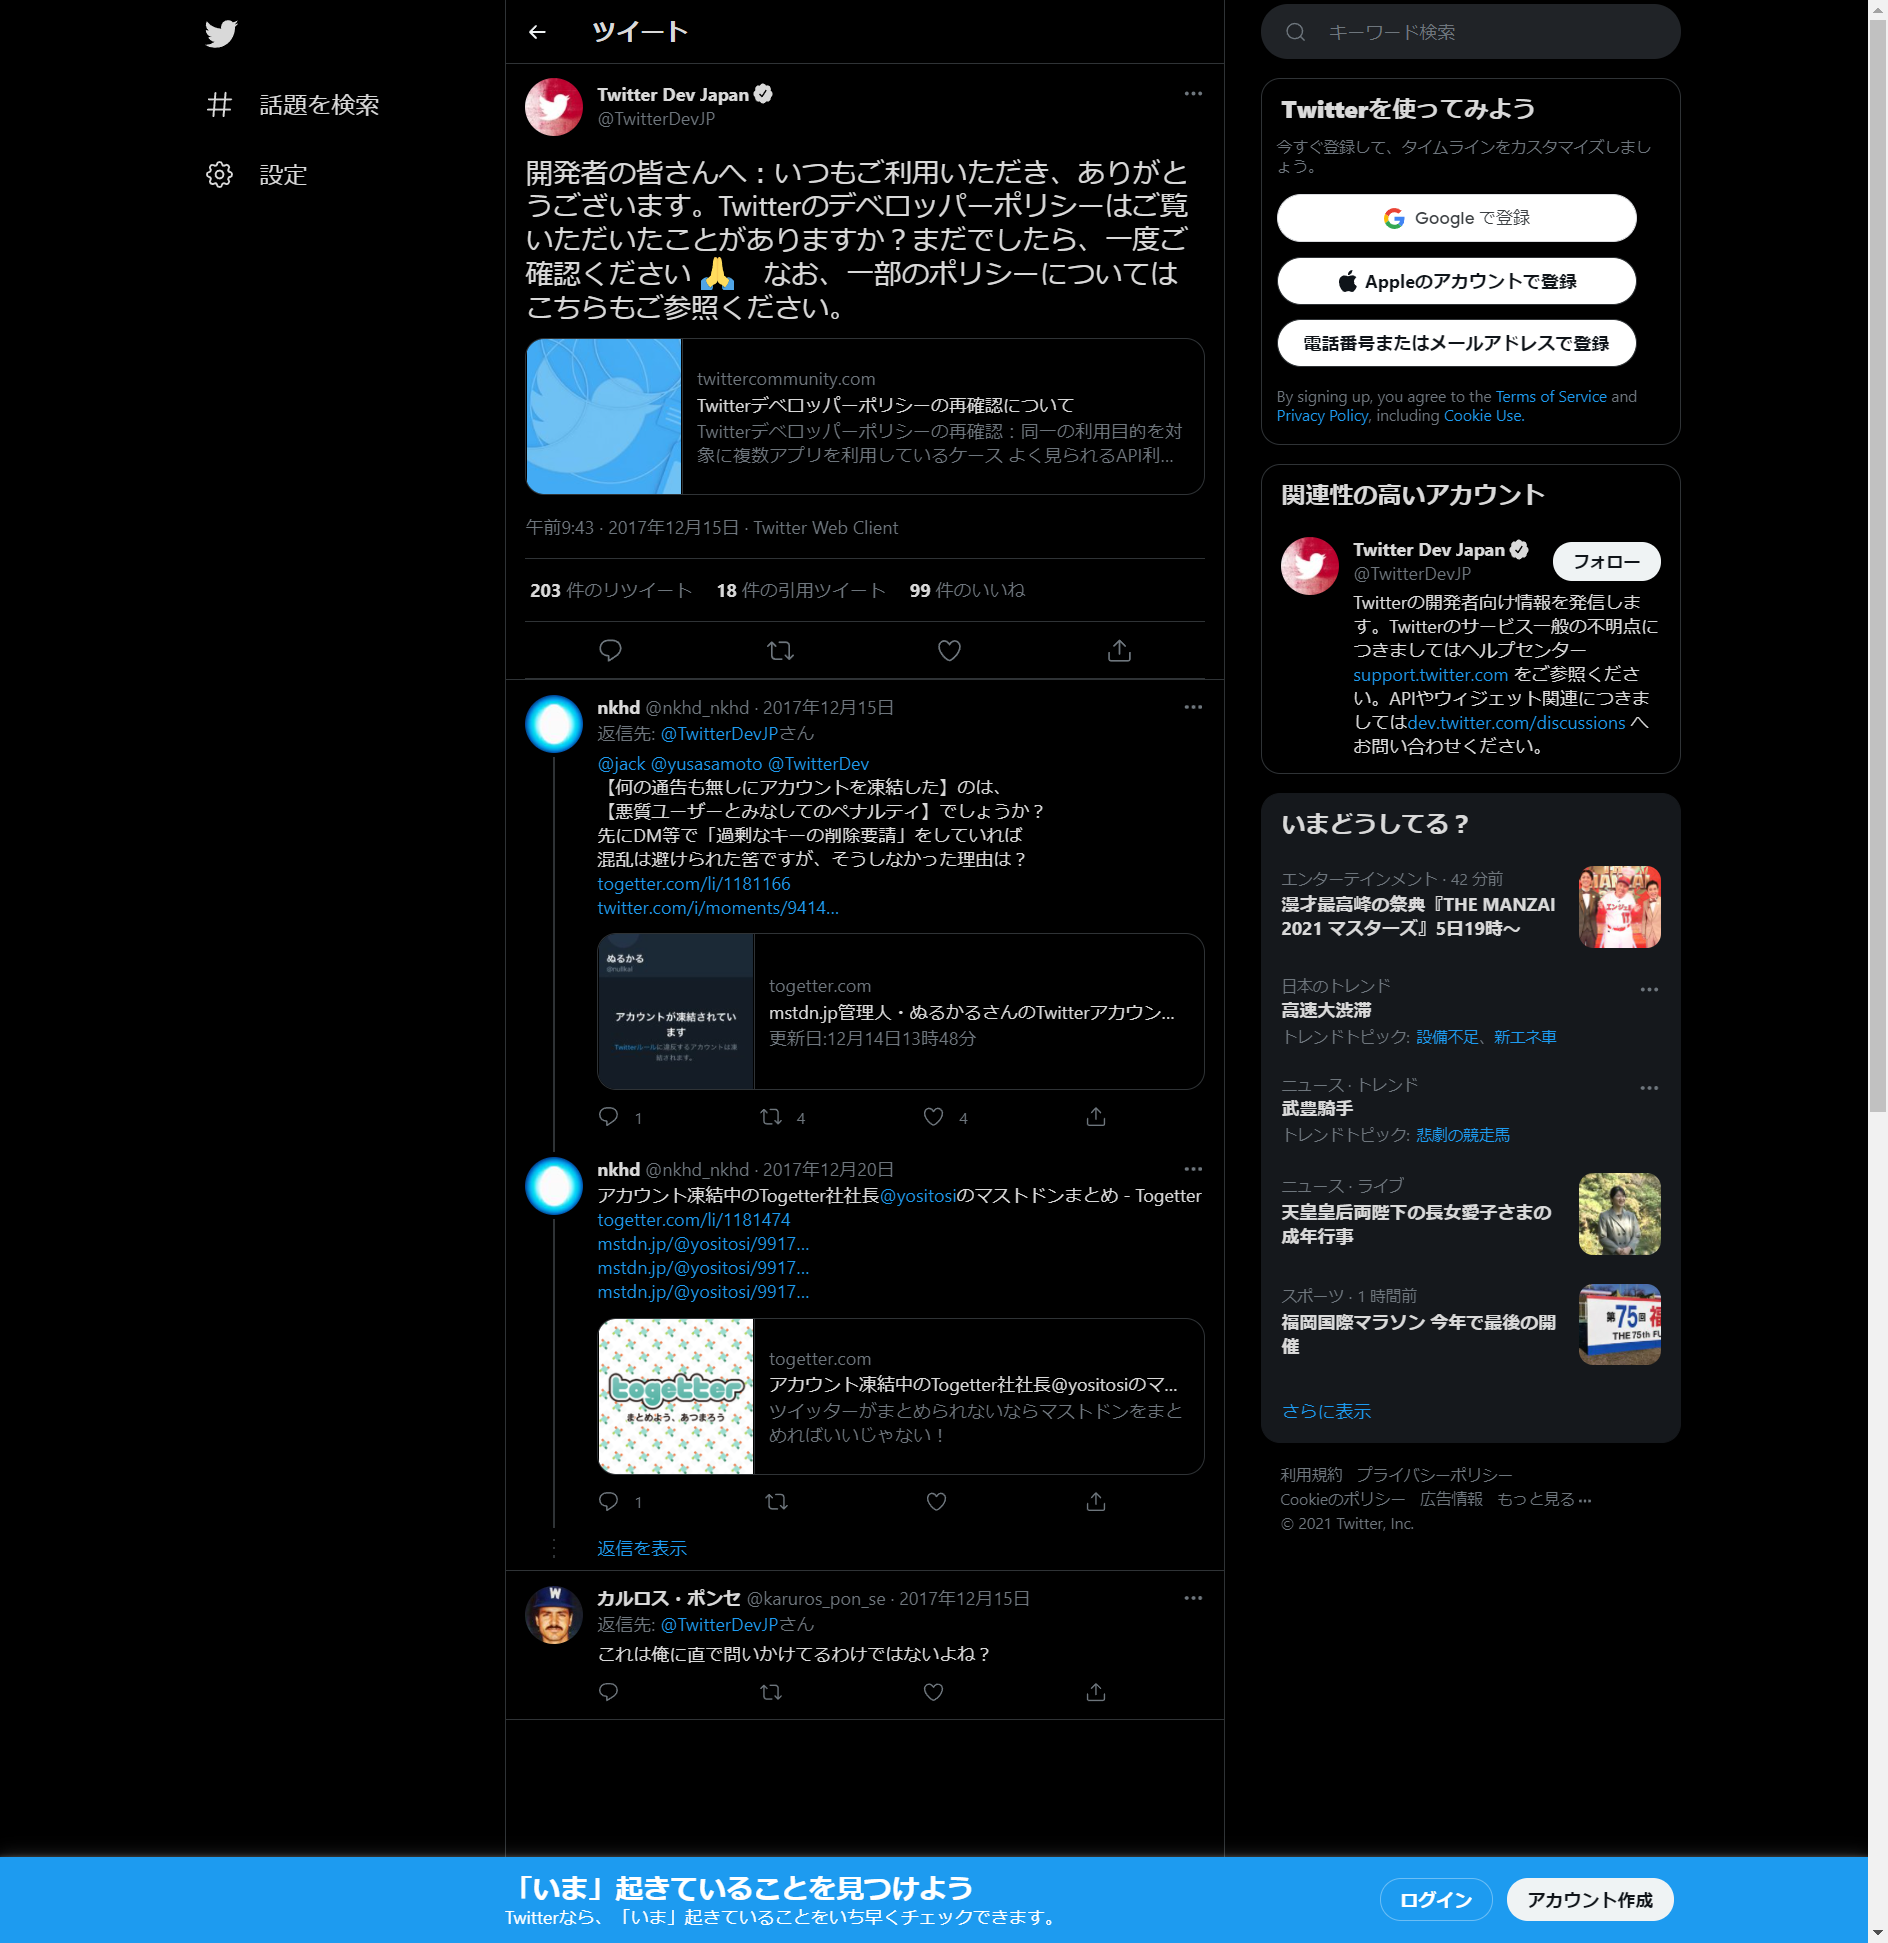 話題を検索
設定
ツイート
Twitter Dev Japan
@TwitterDevJP
開発者の皆さんへ：いつもご利用いただき、ありがと
うございます。Twitterのデベロッパーポリシーはご覧
いただいたことがありますか？まだでしたら、一度ご
確認ください🙏　なお、一部のポリシーについては
こちらもご参照ください。
twittercommunity.com
Twitterデベロッパーポリシーの再確認について
Twitterデベロッパーポリシーの再確認：同一の利用目的を対
象に複数アプリを利用しているケース よく見られるAPI利...
午前9:43 · 2017年12月15日 · Twitter Web Client
203 件のリツイート 18 件の引用ツイート 99 件のいいね
nkhd @nkhd_nkhd · 2017年12月15日
返信先: @TwitterDevJPさん
@jack @yusasamoto @TwitterDev
【何の通告も無しにアカウントを凍結した】のは、
【悪質ユーザーとみなしてのペナルティ】でしょうか？
先にDM等で「過剰なキーの削除要請」をしていれば
混乱は避けられた筈ですが、そうしなかった理由は？
togetter.com/li/1181166
twitter.com/i/moments/9414...
ぬるかる
@nullkal
アカウントが凍結されてい
ます
Twitterルールに違反するアカウントは凍
結されます。
togetter.com
mstdn.jp管理人・ぬるかるさんのTwitterアカウン...
更新日:12月14日13時48分
1 4 4
nkhd @nkhd_nkhd · 2017年12月20日
アカウント凍結中のTogetter社社長@yositosiのマストドンまとめ - Togetter
togetter.com/li/1181474
mstdn.jp/@yositosi/9917...
mstdn.jp/@yositosi/9917...
mstdn.jp/@yositosi/9917...
togetter
まとめよう、あつまろう
togetter.com
アカウント凍結中のTogetter社社長@yositosiのマ...
ツイッターがまとめられないならマストドンをまと
めればいいじゃない！
1
返信を表示
W
カルロス・ポンセ @karuros_pon_se · 2017年12月15日
返信先: @TwitterDevJPさん
これは俺に直で問いかけてるわけではないよね？
キーワード検索
Twitterを使ってみよう
今すぐ登録して、タイムラインをカスタマイズしまし
ょう。
Google で登録
Appleのアカウントで登録
電話番号またはメールアドレスで登録
By signing up, you agree to the Terms of Service and
Privacy Policy, including Cookie Use.
関連性の高いアカウント
Twitter Dev Japan
@TwitterDevJP
フォロー
Twitterの開発者向け情報を発信しま
す。Twitterのサービス一般の不明点に
つきましてはヘルプセンター
support.twitter.com をご参照くださ
い。APIやウィジェット関連につきま
してはdev.twitter.com/discussions へ
お問い合わせください。
いまどうしてる？
エンターテインメント · 42 分前
漫才最高峰の祭典『THE MANZAI
2021 マスターズ』5日19時～
日本のトレンド
高速大渋滞
トレンドトピック: 設備不足、新エネ車
ニュース · トレンド
武豊騎手
トレンドトピック: 悲劇の競走馬
ニュース · ライブ
天皇皇后両陛下の長女愛子さまの
成年行事
スポーツ · 1 時間前
福岡国際マラソン 今年で最後の開
催
第75回 福
THE 75th FU
さらに表示
利用規約 プライバシーポリシー
Cookieのポリシー 広告情報 もっと見る ···
© 2021 Twitter, Inc.
「いま」起きていることを見つけよう
Twitterなら、「いま」起きていることをいち早くチェックできます。
ログイン
アカウント作成